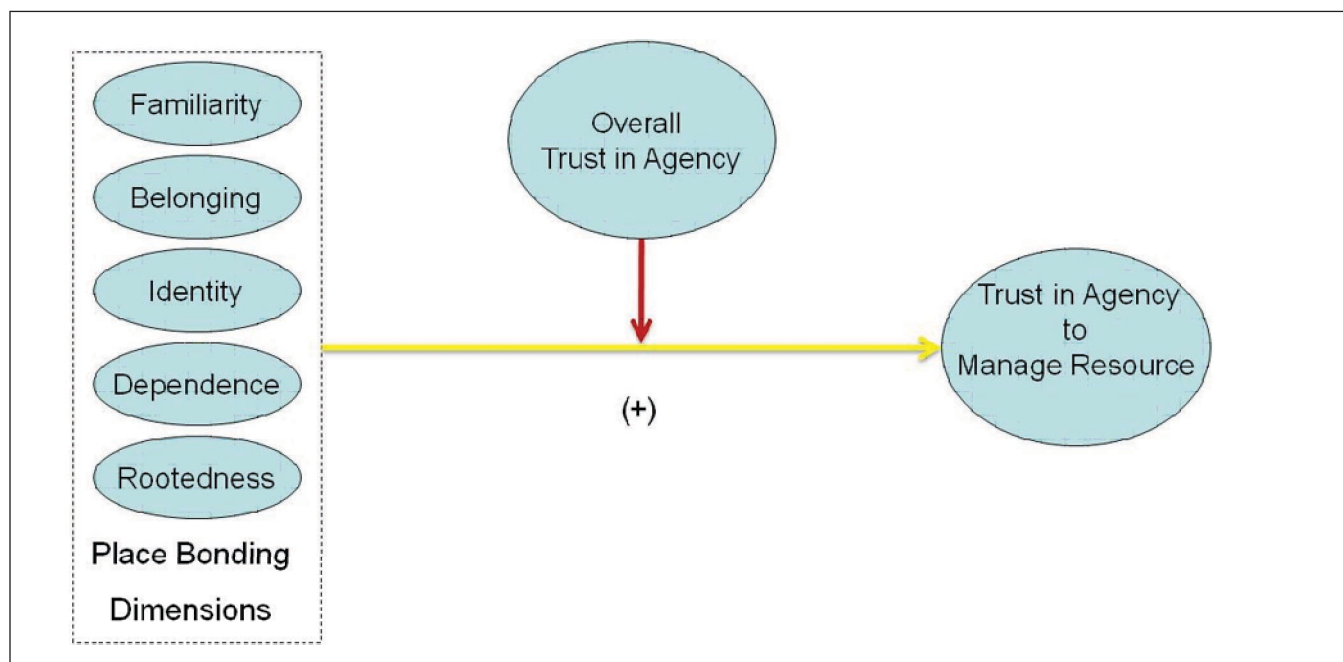 Familiarity
Belonging
Identity
Dependence
Rootedness
Place Bonding
Dimensions
Overall
Trust in Agency
(+)
Trust in Agency
to
Manage Resource